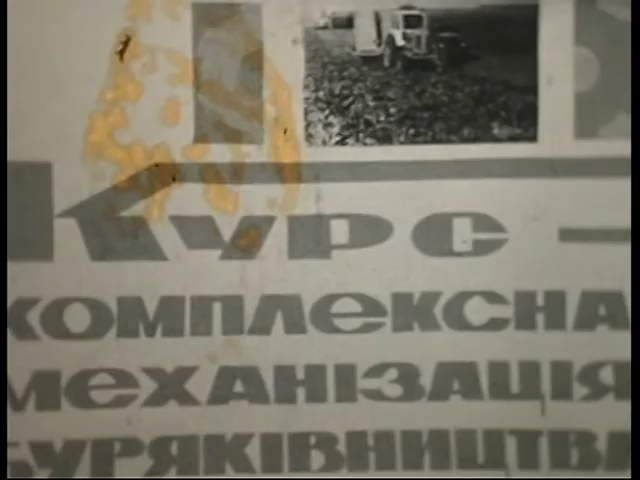 Курс —
комплексна
механізація
буряківництва